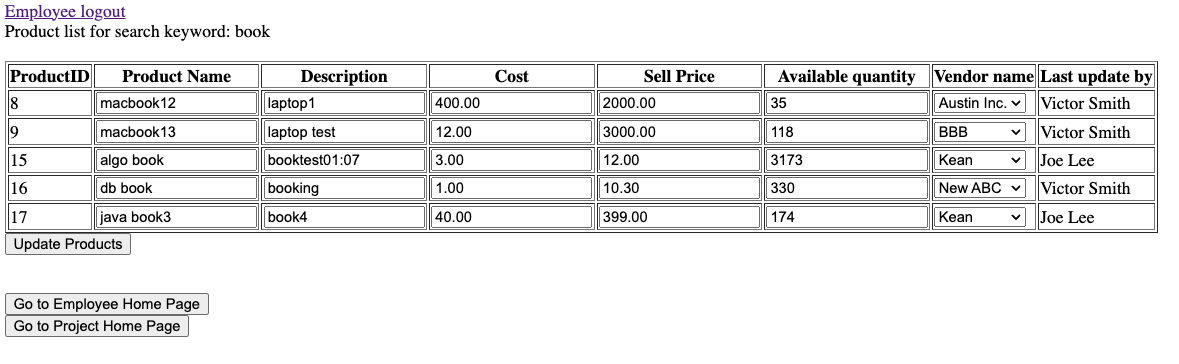 Employee logout
Product list for search keyword: book
ProductID Product Name Description Cost Sell Price Available quantity Vendor name Last update by
8 macbook12 laptop1 400.00 2000.00 35 Austin Inc. Victor Smith
9 macbook13 laptop test 12.00 3000.00 118 BBB Victor Smith
15 algo book booktest01:07 3.00 12.00 3173 Kean Joe Lee
16 db book booking 1.00 10.30 330 New ABC Victor Smith
17 java book3 book4 40.00 399.00 174 Kean Joe Lee
Update Products
Go to Employee Home Page
Go to Project Home Page